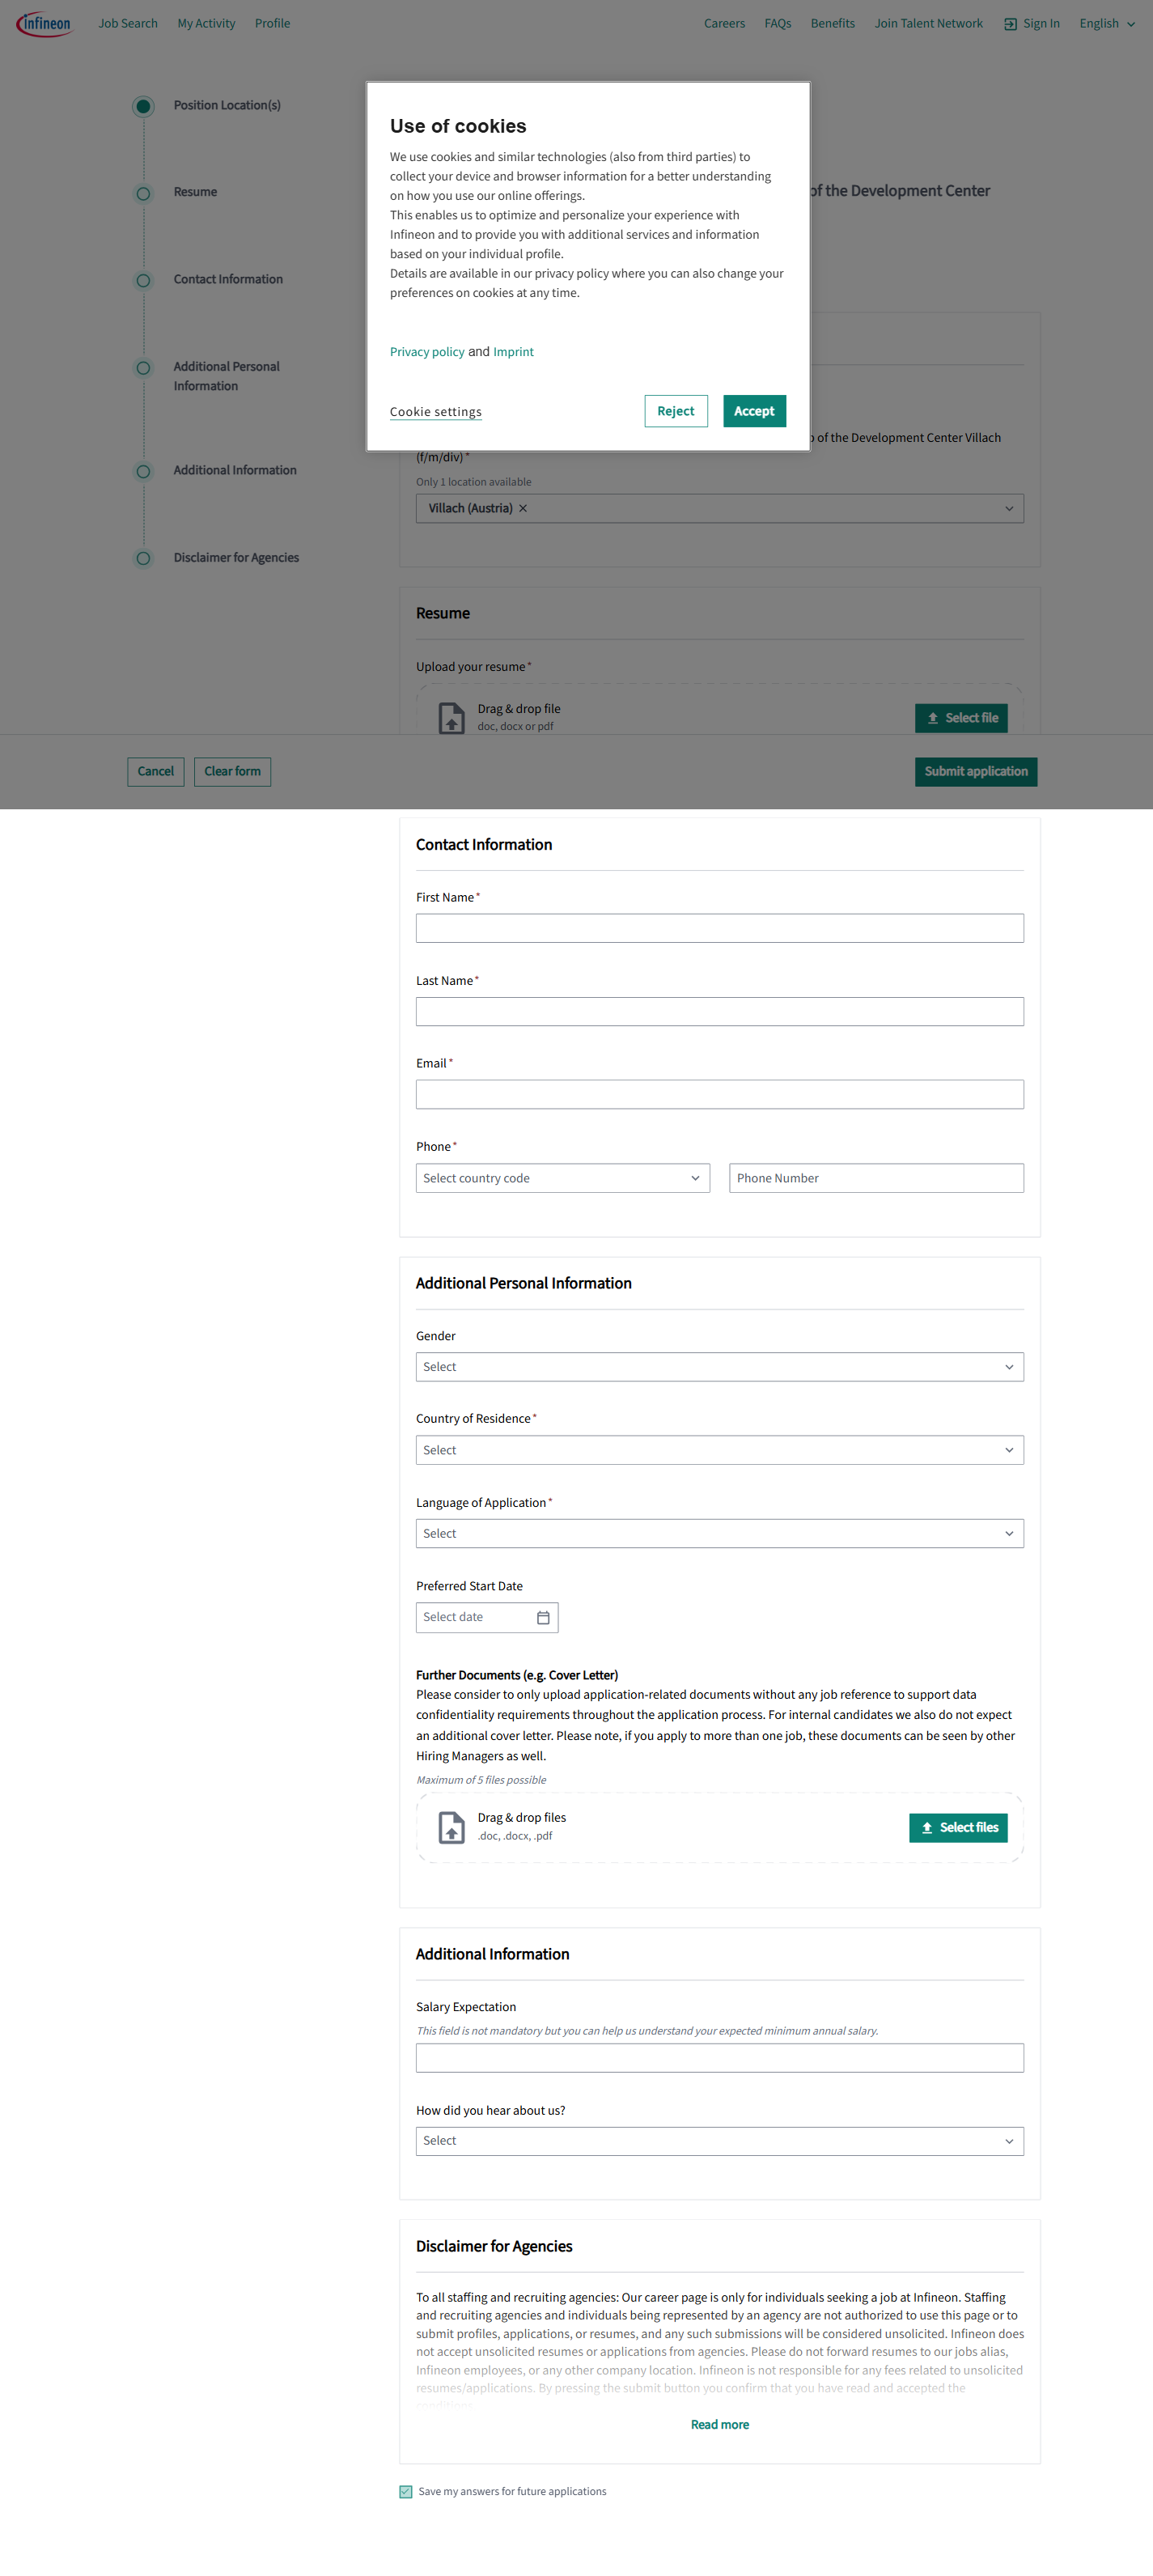 infineon
Job Search
My Activity
Profile
Careers
FAQs
Benefits
Join Talent Network
Sign In
English
Position Location(s)
Resume
Contact Information
Additional Personal
Information
Additional Information
Disclaimer for Agencies
of the Development Center
Use of cookies
We use cookies and similar technologies (also from third parties) to
collect your device and browser information for a better understanding
on how you use our online offerings.
This enables us to optimize and personalize your experience with
Infineon and to provide you with additional services and information
based on your individual profile.
Details are available in our privacy policy where you can also change your
preferences on cookies at any time.
Privacy policy and Imprint
Cookie settings
Reject
Accept
of the Development Center Villach
(f/m/div)*
Only 1 location available
Villach (Austria)
Resume
Upload your resume*
Drag & drop file
doc, docx or pdf
Select file
Cancel
Clear form
Submit application
Contact Information
First Name*
Last Name*
Email*
Phone*
Select country code
Phone Number
Additional Personal Information
Gender
Select
Country of Residence*
Select
Language of Application*
Select
Preferred Start Date
Select date
Further Documents (e.g. Cover Letter)
Please consider to only upload application-related documents without any job reference to support data
confidentiality requirements throughout the application process. For internal candidates we also do not expect
an additional cover letter. Please note, if you apply to more than one job, these documents can be seen by other
Hiring Managers as well.
Maximum of 5 files possible
Drag & drop files
.doc, .docx, .pdf
Select files
Additional Information
Salary Expectation
This field is not mandatory but you can help us understand your expected minimum annual salary.
How did you hear about us?
Select
Disclaimer for Agencies
To all staffing and recruiting agencies: Our career page is only for individuals seeking a job at Infineon. Staffing
and recruiting agencies and individuals being represented by an agency are not authorized to use this page or to
submit profiles, applications, or resumes, and any such submissions will be considered unsolicited. Infineon does
not accept unsolicited resumes or applications from agencies. Please do not forward resumes to our jobs alias,
Infineon employees, or any other company location. Infineon is not responsible for any fees related to unsolicited
resumes/applications. By pressing the submit button you confirm that you have read and accepted the
conditions.
Read more
Save my answers for future applications